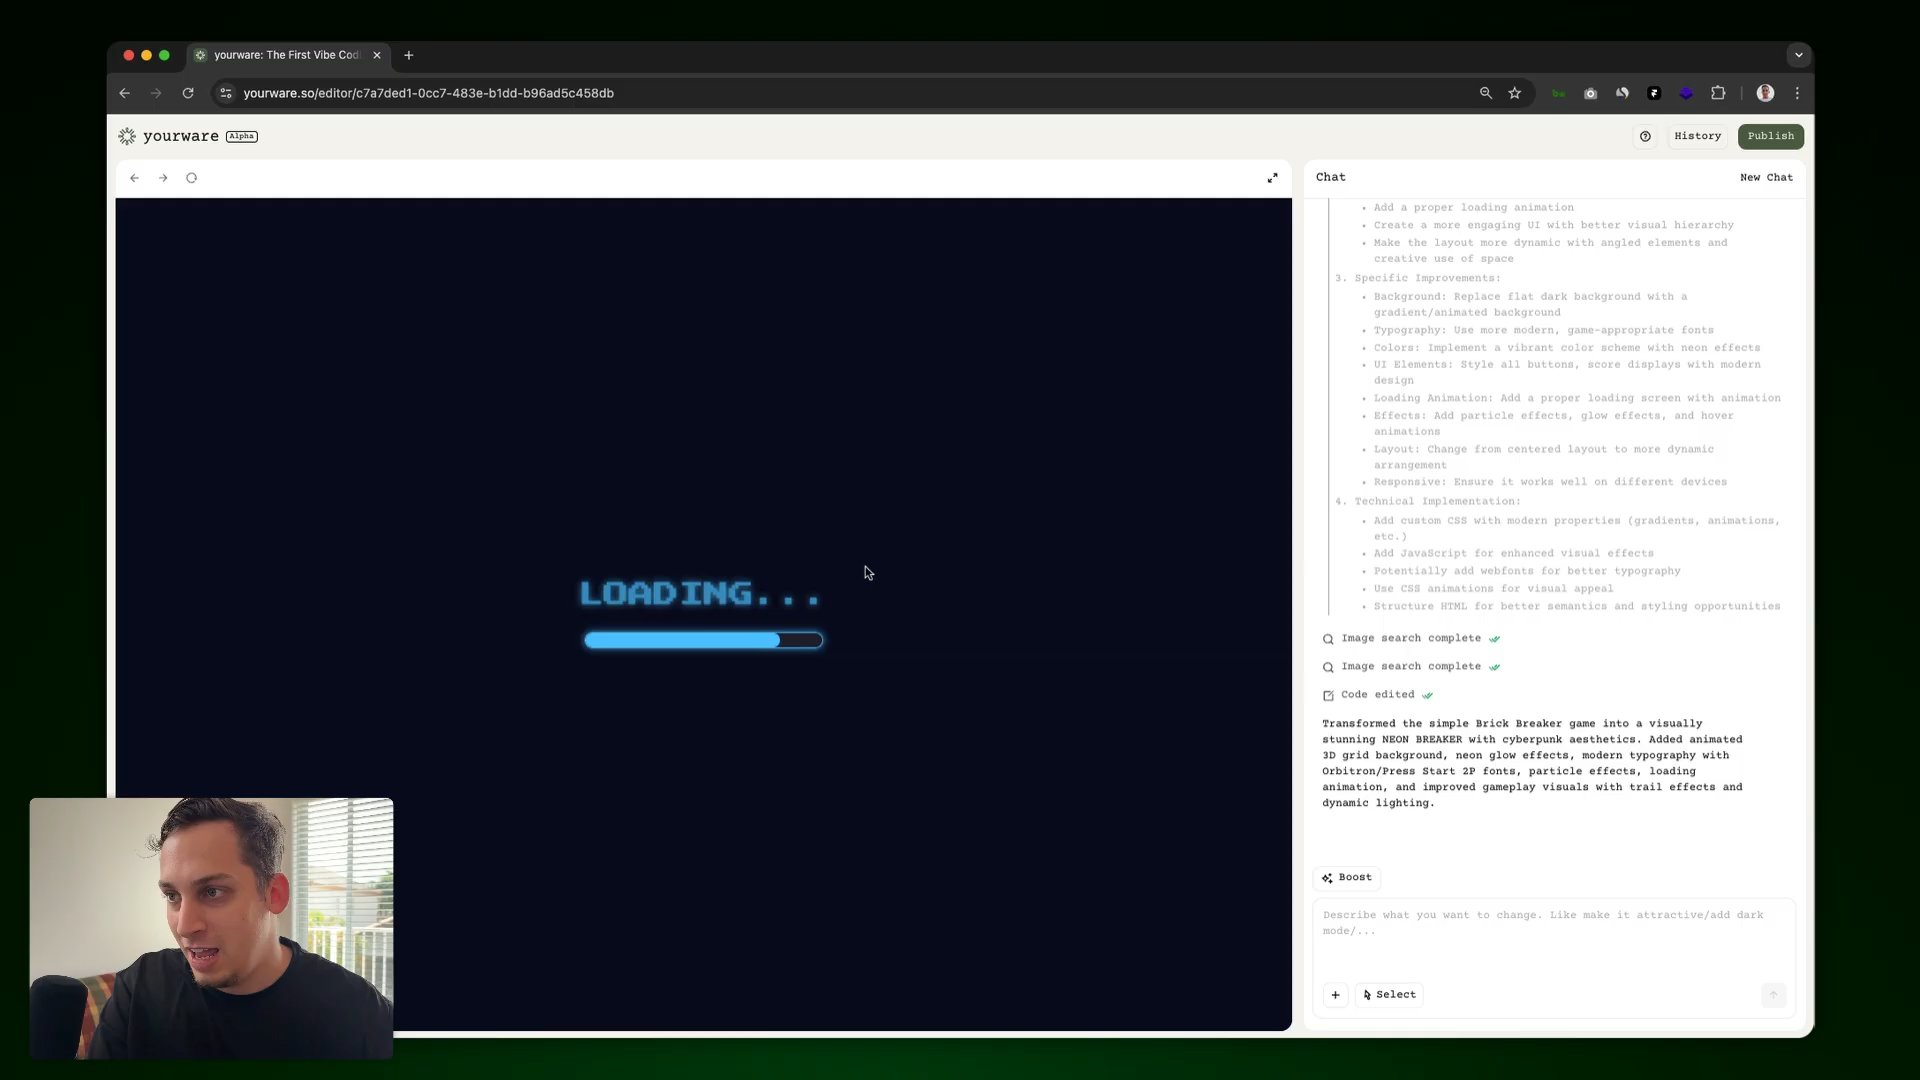 yourware: The First Vibe Cod
yourware.so/editor/c7a7ded1-0cc7-483e-b1dd-b96ad5c458db
yourware Alpha
History
Publish
Chat
New Chat
• Add a proper loading animation
• Create a more engaging UI with better visual hierarchy
• Make the layout more dynamic with angled elements and
creative use of space
3. Specific Improvements:
• Background: Replace flat dark background with a
gradient/animated background
• Typography: Use more modern, game-appropriate fonts
• Colors: Implement a vibrant color scheme with neon effects
• UI Elements: Style all buttons, score displays with modern
design
• Loading Animation: Add a proper loading screen with animation
• Effects: Add particle effects, glow effects, and hover
animations
• Layout: Change from centered layout to more dynamic
arrangement
• Responsive: Ensure it works well on different devices
4. Technical Implementation:
• Add custom CSS with modern properties (gradients, animations,
etc.)
• Add JavaScript for enhanced visual effects
• Potentially add webfonts for better typography
• Use CSS animations for visual appeal
• Structure HTML for better semantics and styling opportunities
LOADING...
Image search complete
Image search complete
Code edited
Transformed the simple Brick Breaker game into a visually
stunning NEON BREAKER with cyberpunk aesthetics. Added animated
3D grid background, neon glow effects, modern typography with
Orbitron/Press Start 2P fonts, particle effects, loading
animation, and improved gameplay visuals with trail effects and
dynamic lighting.
Boost
Describe what you want to change. Like make it attractive/add dark
mode/...
Select